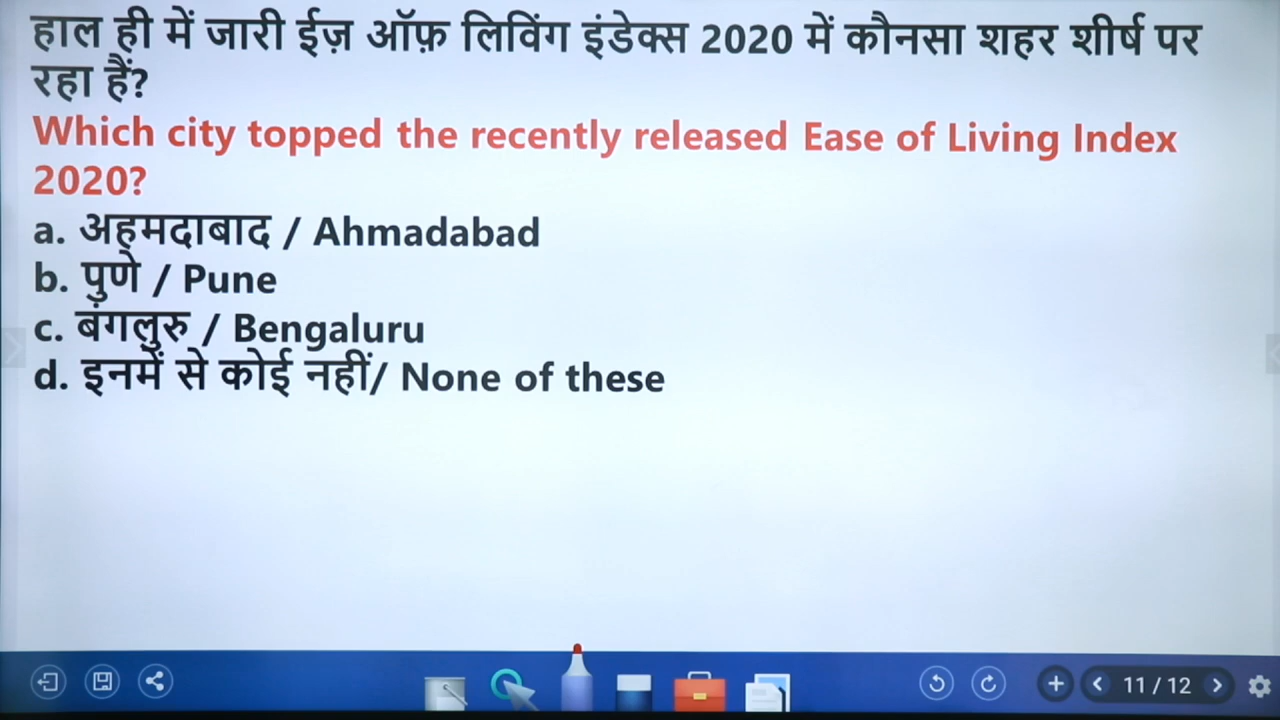 हाल ही में जारी ईज़ ऑफ़ लिविंग इंडेक्स 2020 में कौनसा शहर शीर्ष पर
रहा हैं?
Which city topped the recently released Ease of Living Index
2020?
a. अहमदाबाद / Ahmadabad
b. पुणे / Pune
c. बंगलुरु / Bengaluru
d. इनमें से कोई नहीं/ None of these
11 / 12